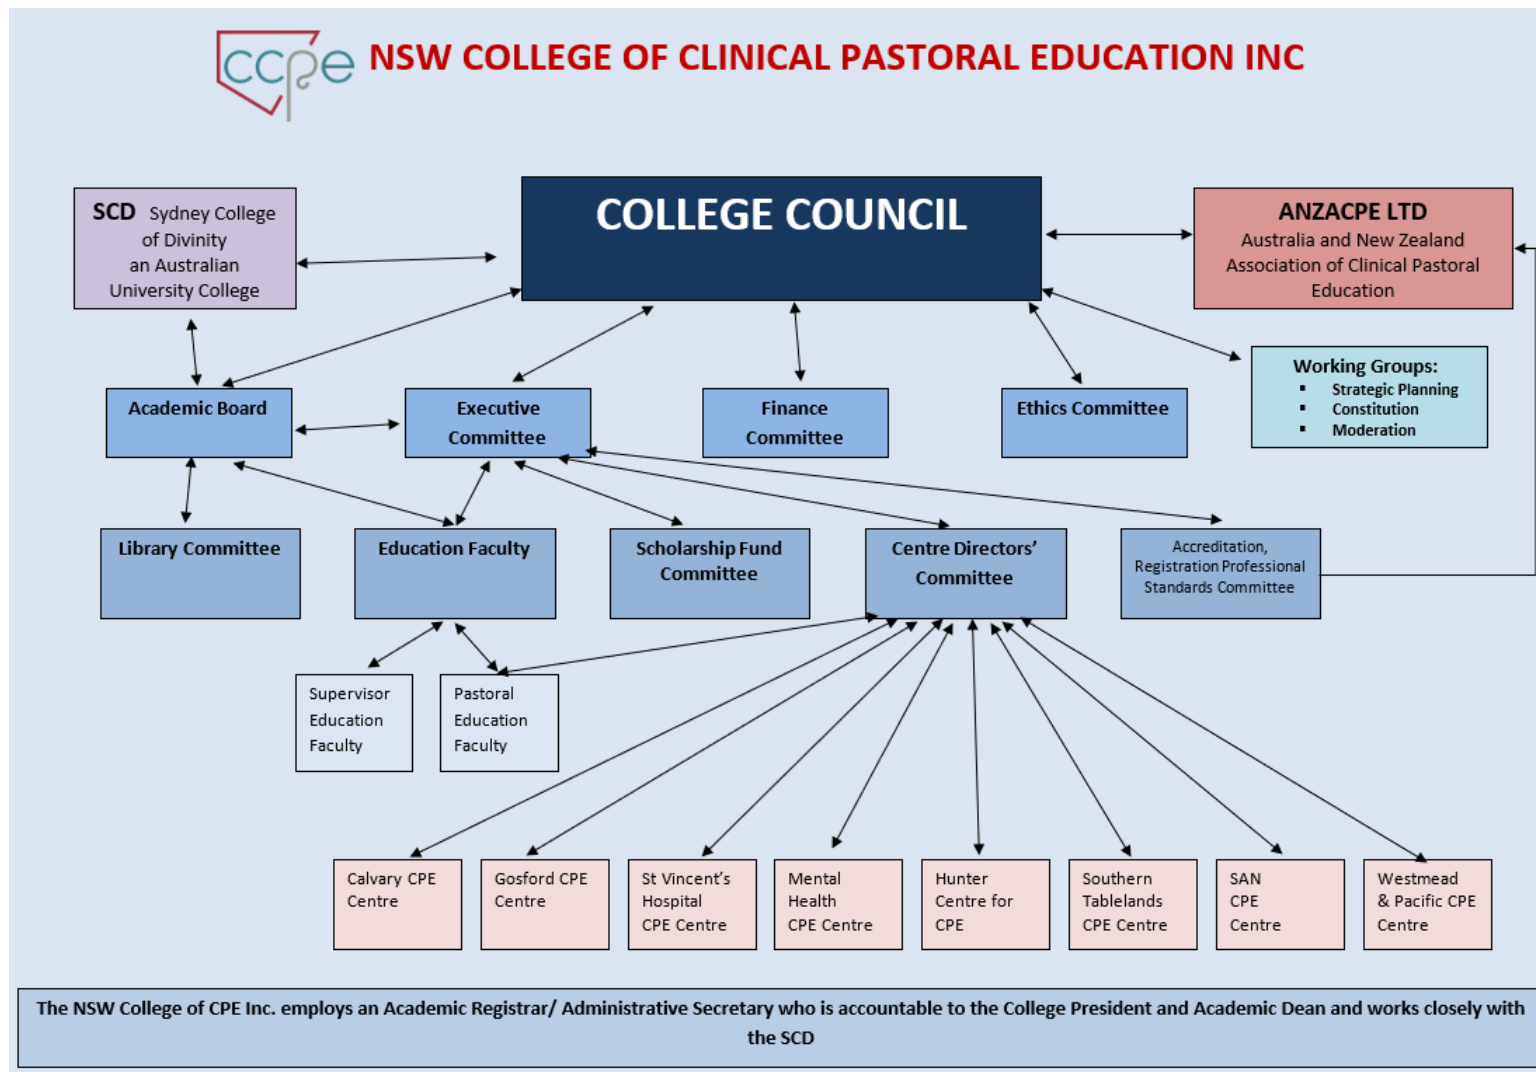 ccpe NSW COLLEGE OF CLINICAL PASTORAL EDUCATION INC
SCD Sydney College
of Divinity
an Australian
University College
COLLEGE COUNCIL
ANZACPE LTD
Australia and New Zealand
Association of Clinical Pastoral
Education
Working Groups:
▪ Strategic Planning
▪ Constitution
▪ Moderation
Academic Board
Executive
Committee
Finance
Committee
Ethics Committee
Library Committee
Education Faculty
Scholarship Fund
Committee
Centre Directors’
Committee
Accreditation,
Registration Professional
Standards Committee
Supervisor
Education
Faculty
Pastoral
Education
Faculty
Calvary CPE
Centre
Gosford CPE
Centre
St Vincent’s
Hospital
CPE Centre
Mental
Health
CPE Centre
Hunter
Centre for
CPE
Southern
Tablelands
CPE Centre
SAN
CPE
Centre
Westmead
& Pacific CPE
Centre
The NSW College of CPE Inc. employs an Academic Registrar/ Administrative Secretary who is accountable to the College President and Academic Dean and works closely with
the SCD